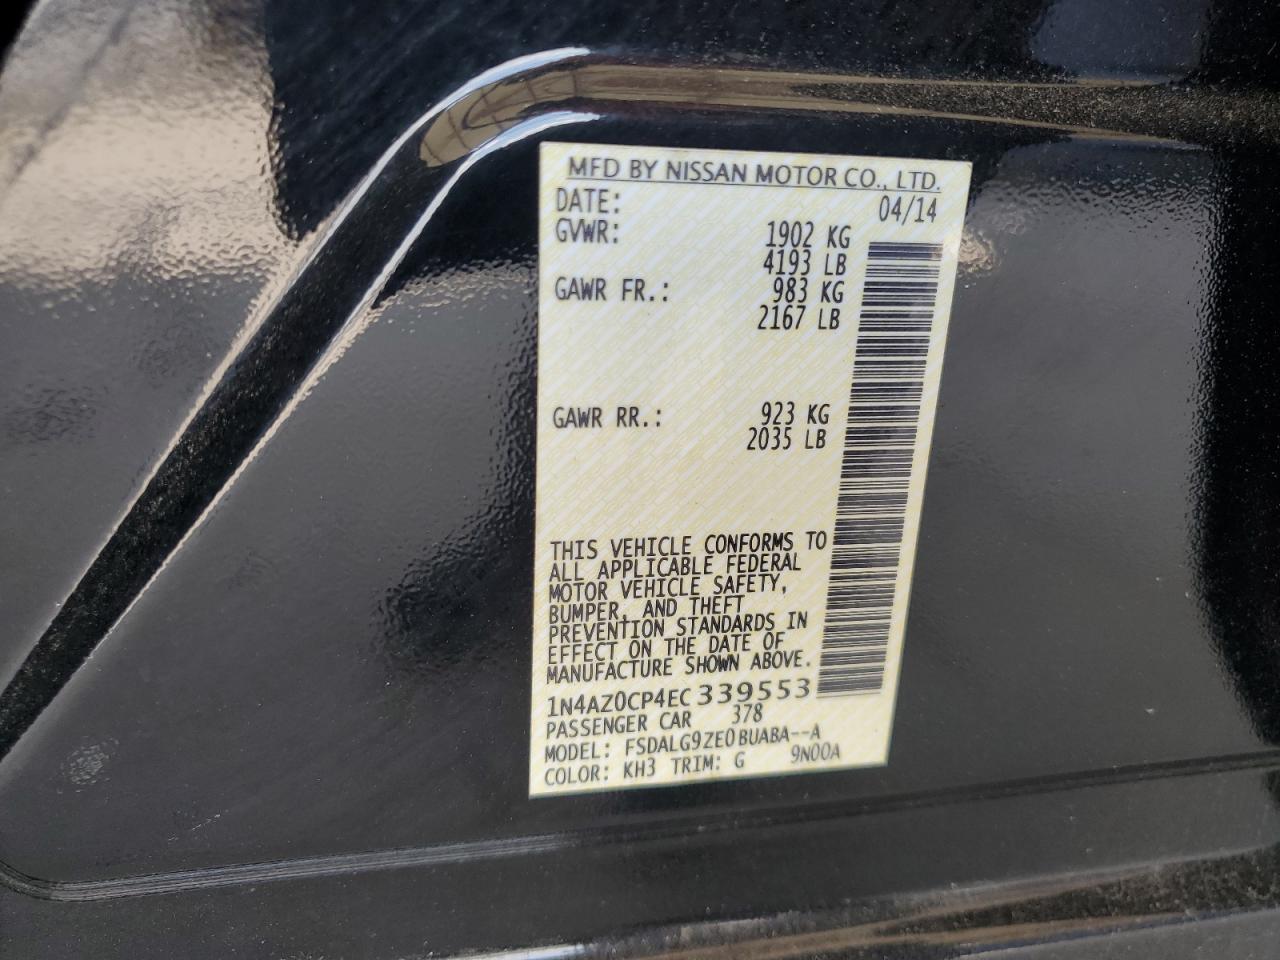 MFD BY NISSAN MOTOR CO., LTD.
DATE: 04/14
GVWR: 1902 KG
4193 LB
GAWR FR.: 983 KG
2167 LB
GAWR RR.: 923 KG
2035 LB
THIS VEHICLE CONFORMS TO
ALL APPLICABLE FEDERAL
MOTOR VEHICLE SAFETY,
BUMPER, AND THEFT
PREVENTION STANDARDS IN
EFFECT ON THE DATE OF
MANUFACTURE SHOWN ABOVE.
1N4AZ0CP4EC339553
PASSENGER CAR 378
MODEL: FSDALG9ZE0BUABA--A
COLOR: KH3 TRIM: G 9N00A